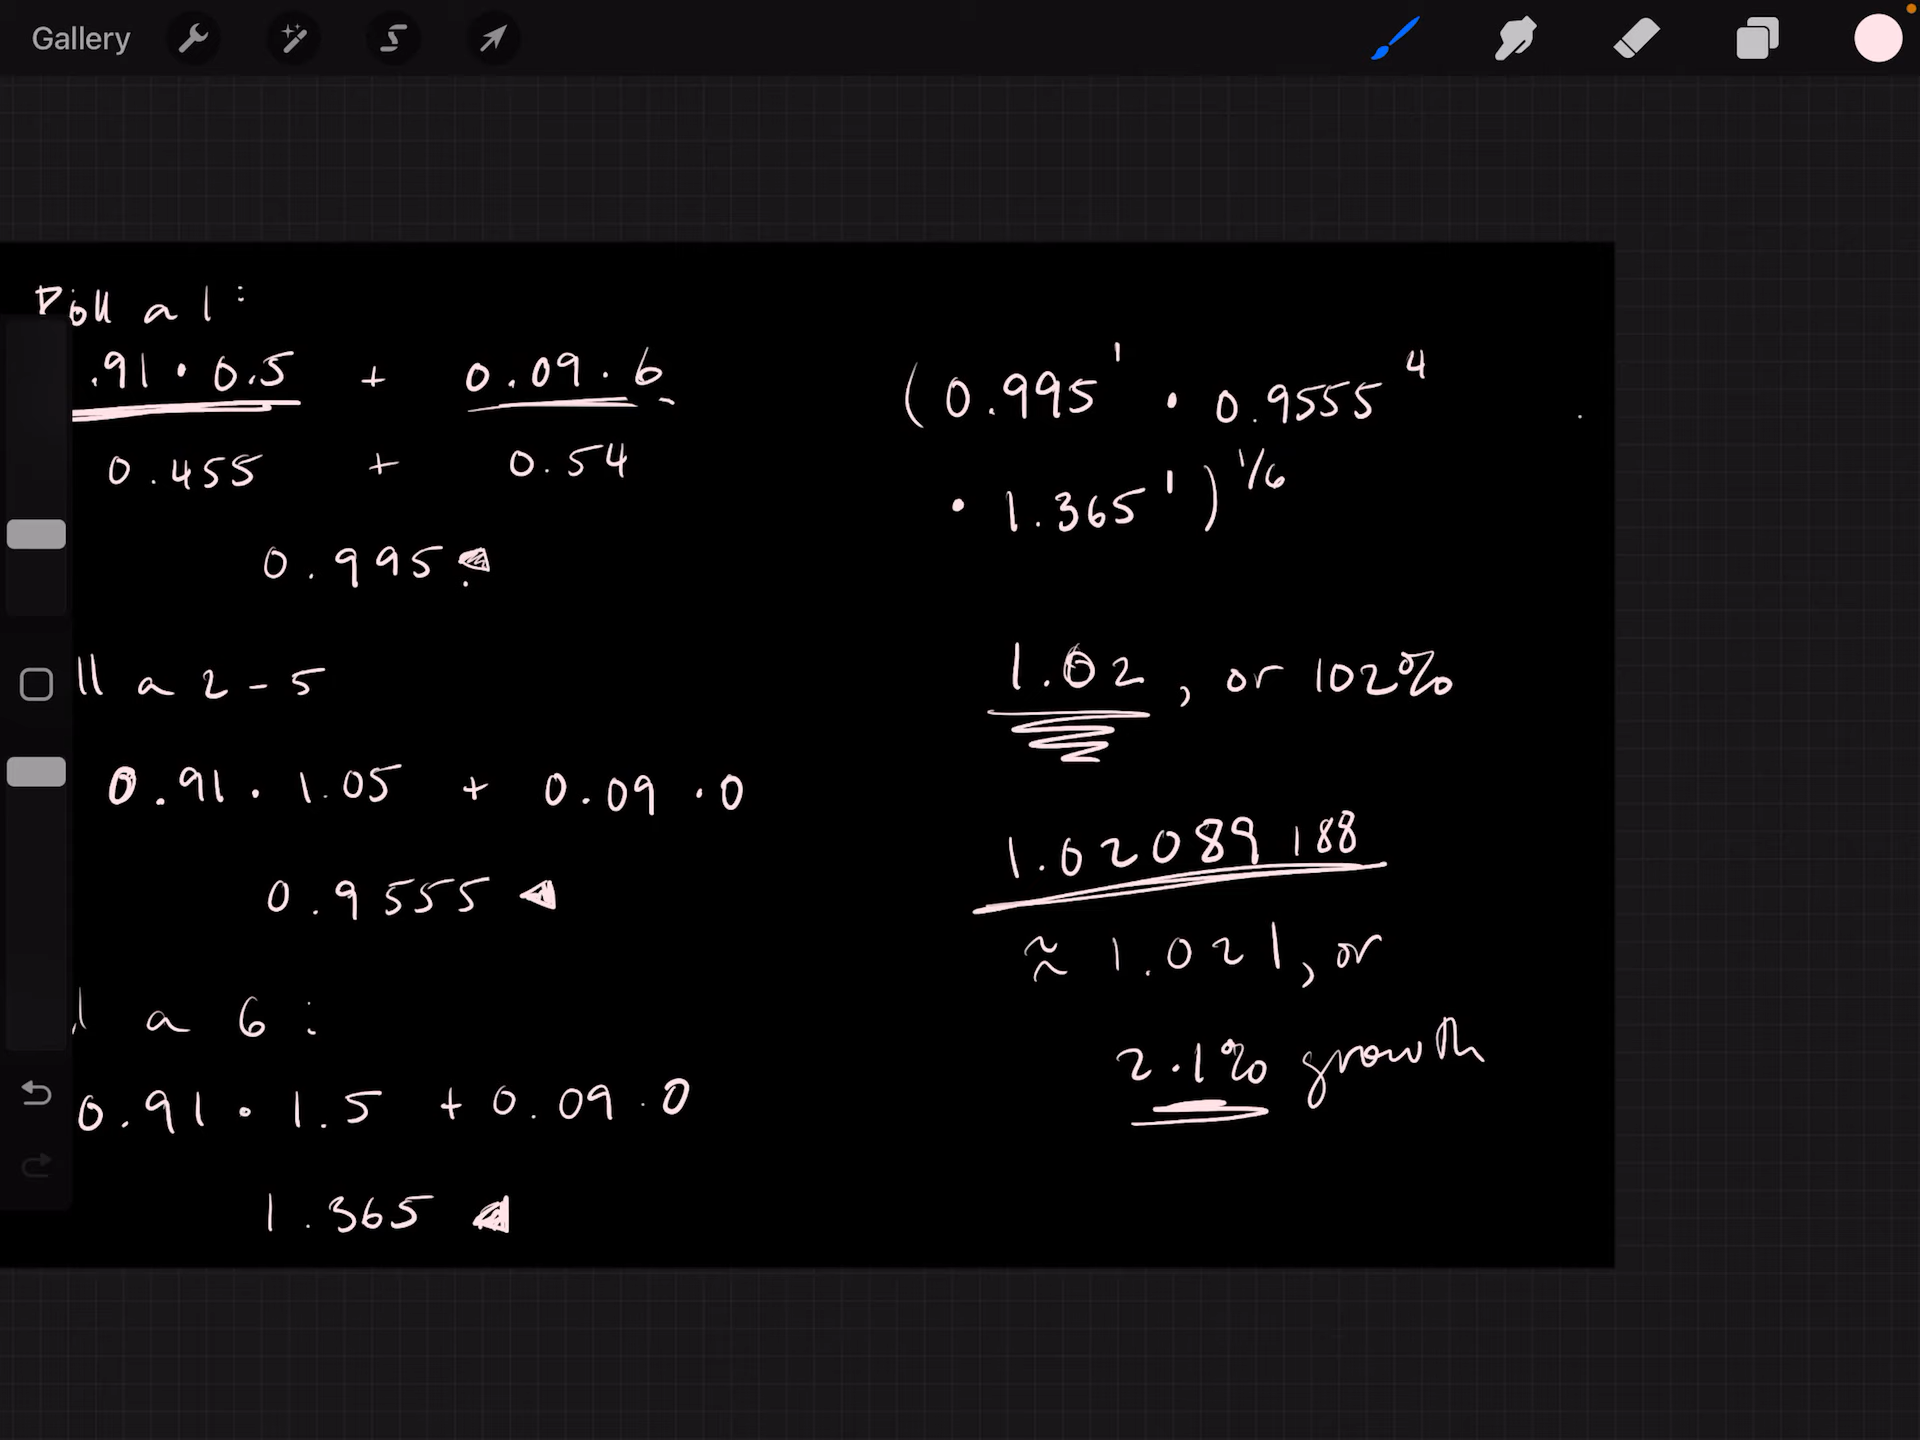 Gallery
Roll a 1:
.91 · 0.5 + 0.09 · 6
0.455 + 0.54
0.995
ll a 2 - 5
0.91 · 1.05 + 0.09 · 0
0.9555
l a 6 :
0.91 · 1.5 + 0.09 · 0
1.365
(0.995¹ · 0.9555⁴
· 1.365¹)^1/6
1.02, or 102%
1.02089188
≈ 1.021, or
2.1% growth